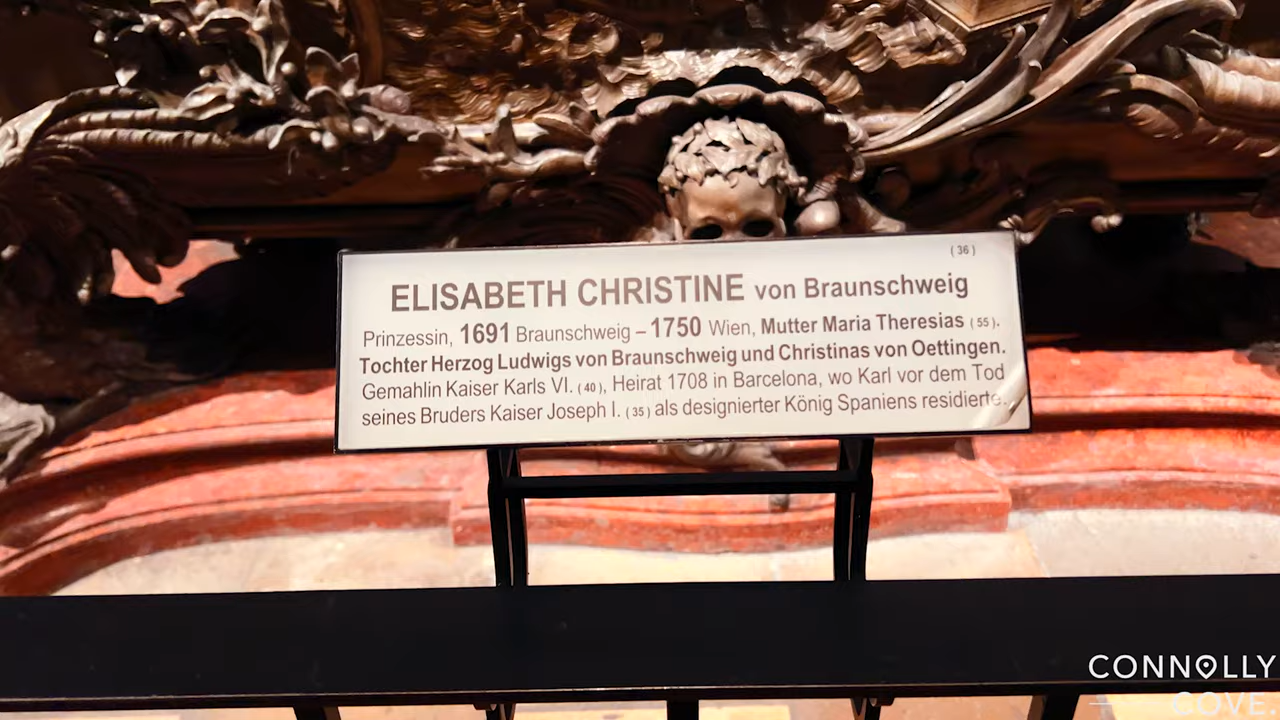 ( 36 )
ELISABETH CHRISTINE von Braunschweig
Prinzessin, 1691 Braunschweig – 1750 Wien, Mutter Maria Theresias ( 55 ).
Tochter Herzog Ludwigs von Braunschweig und Christinas von Oettingen.
Gemahlin Kaiser Karls VI. ( 40 ), Heirat 1708 in Barcelona, wo Karl vor dem Tod
seines Bruders Kaiser Joseph I. ( 35 ) als designierter König Spaniens residierte.
CONNOLLY
COVE.